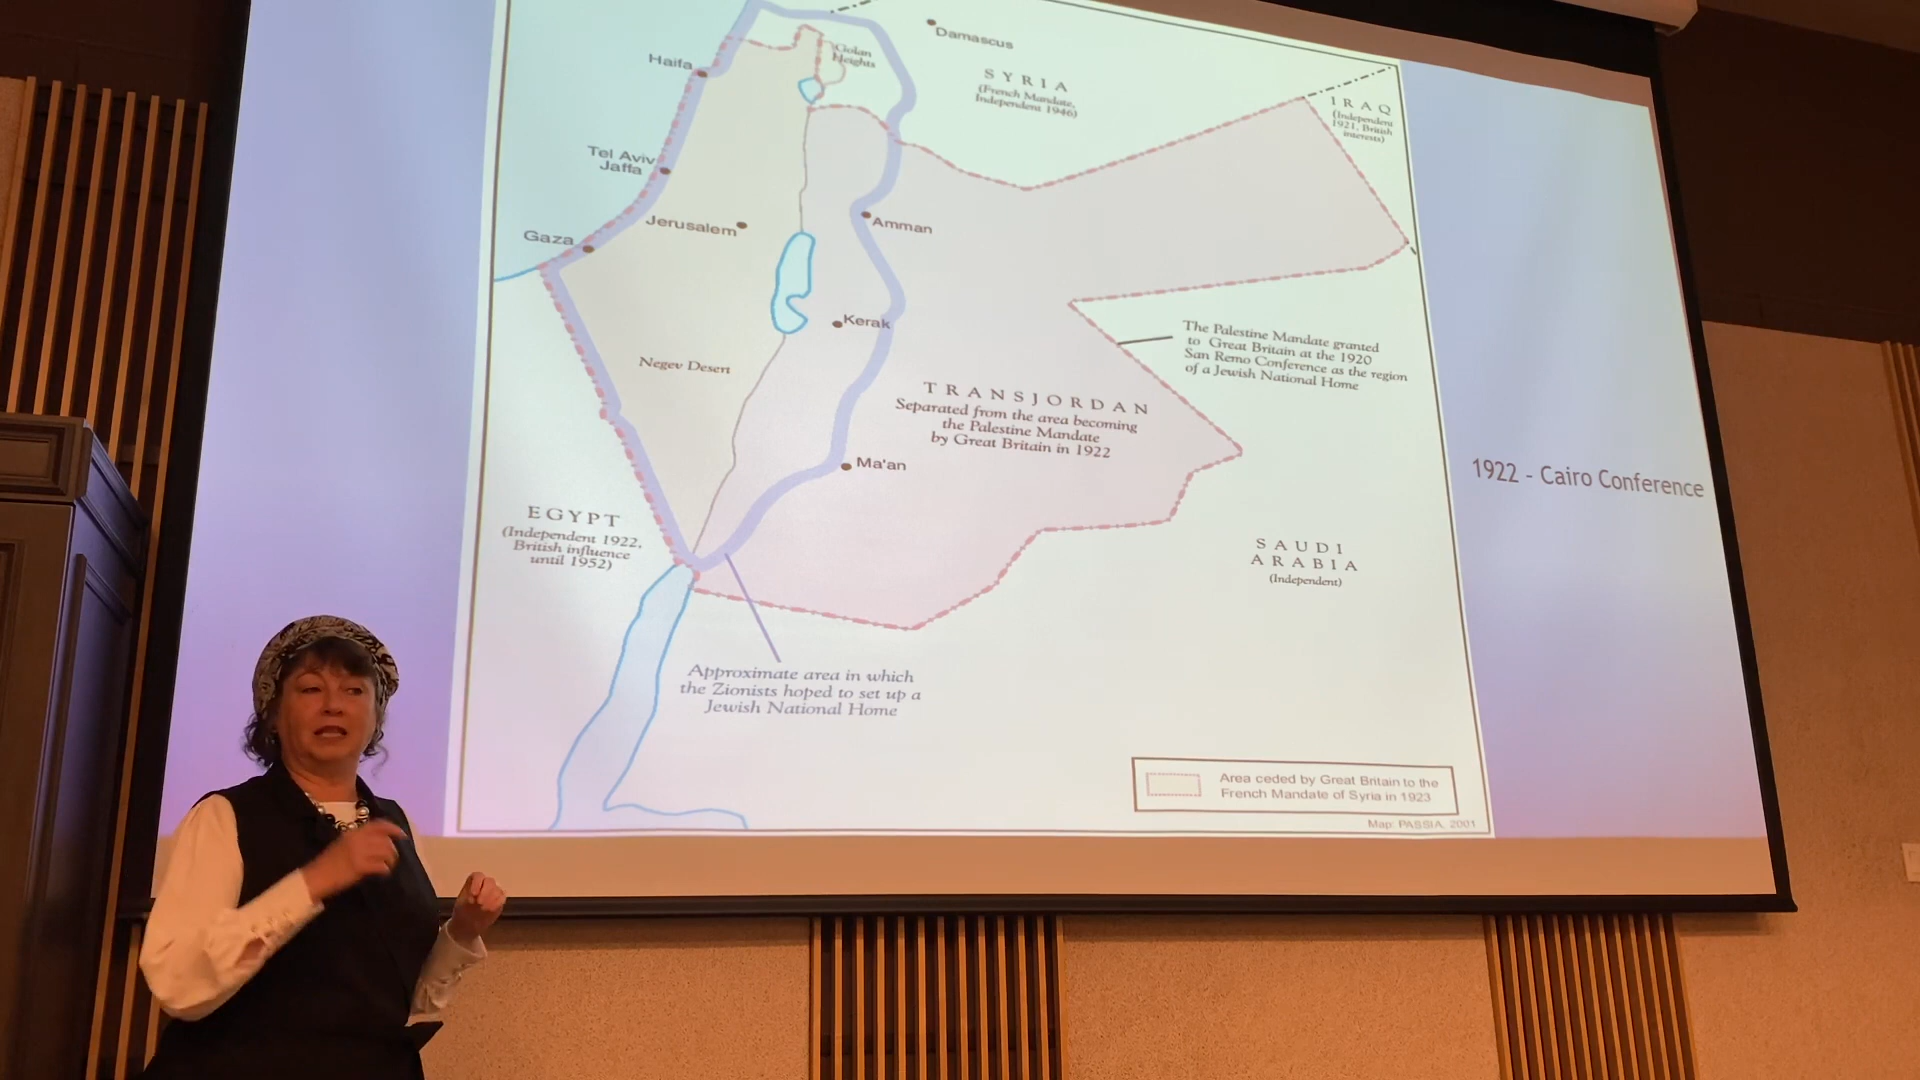 Damascus
Golan
Heights
Haifa
SYRIA
(French Mandate,
Independent 1946)
IRAQ
(Independent
1921, British
interests)
Tel Aviv
Jaffa
Jerusalem
Amman
Gaza
Kerak
The Palestine Mandate granted
to Great Britain at the 1920
San Remo Conference as the region
of a Jewish National Home
Negev Desert
TRANSJORDAN
Separated from the area becoming
the Palestine Mandate
by Great Britain in 1922
Ma'an
1922 - Cairo Conference
EGYPT
(Independent 1922,
British influence
until 1952)
SAUDI
ARABIA
(Independent)
Approximate area in which
the Zionists hoped to set up a
Jewish National Home
Area ceded by Great Britain to the
French Mandate of Syria in 1923
Map: PASSIA, 2001